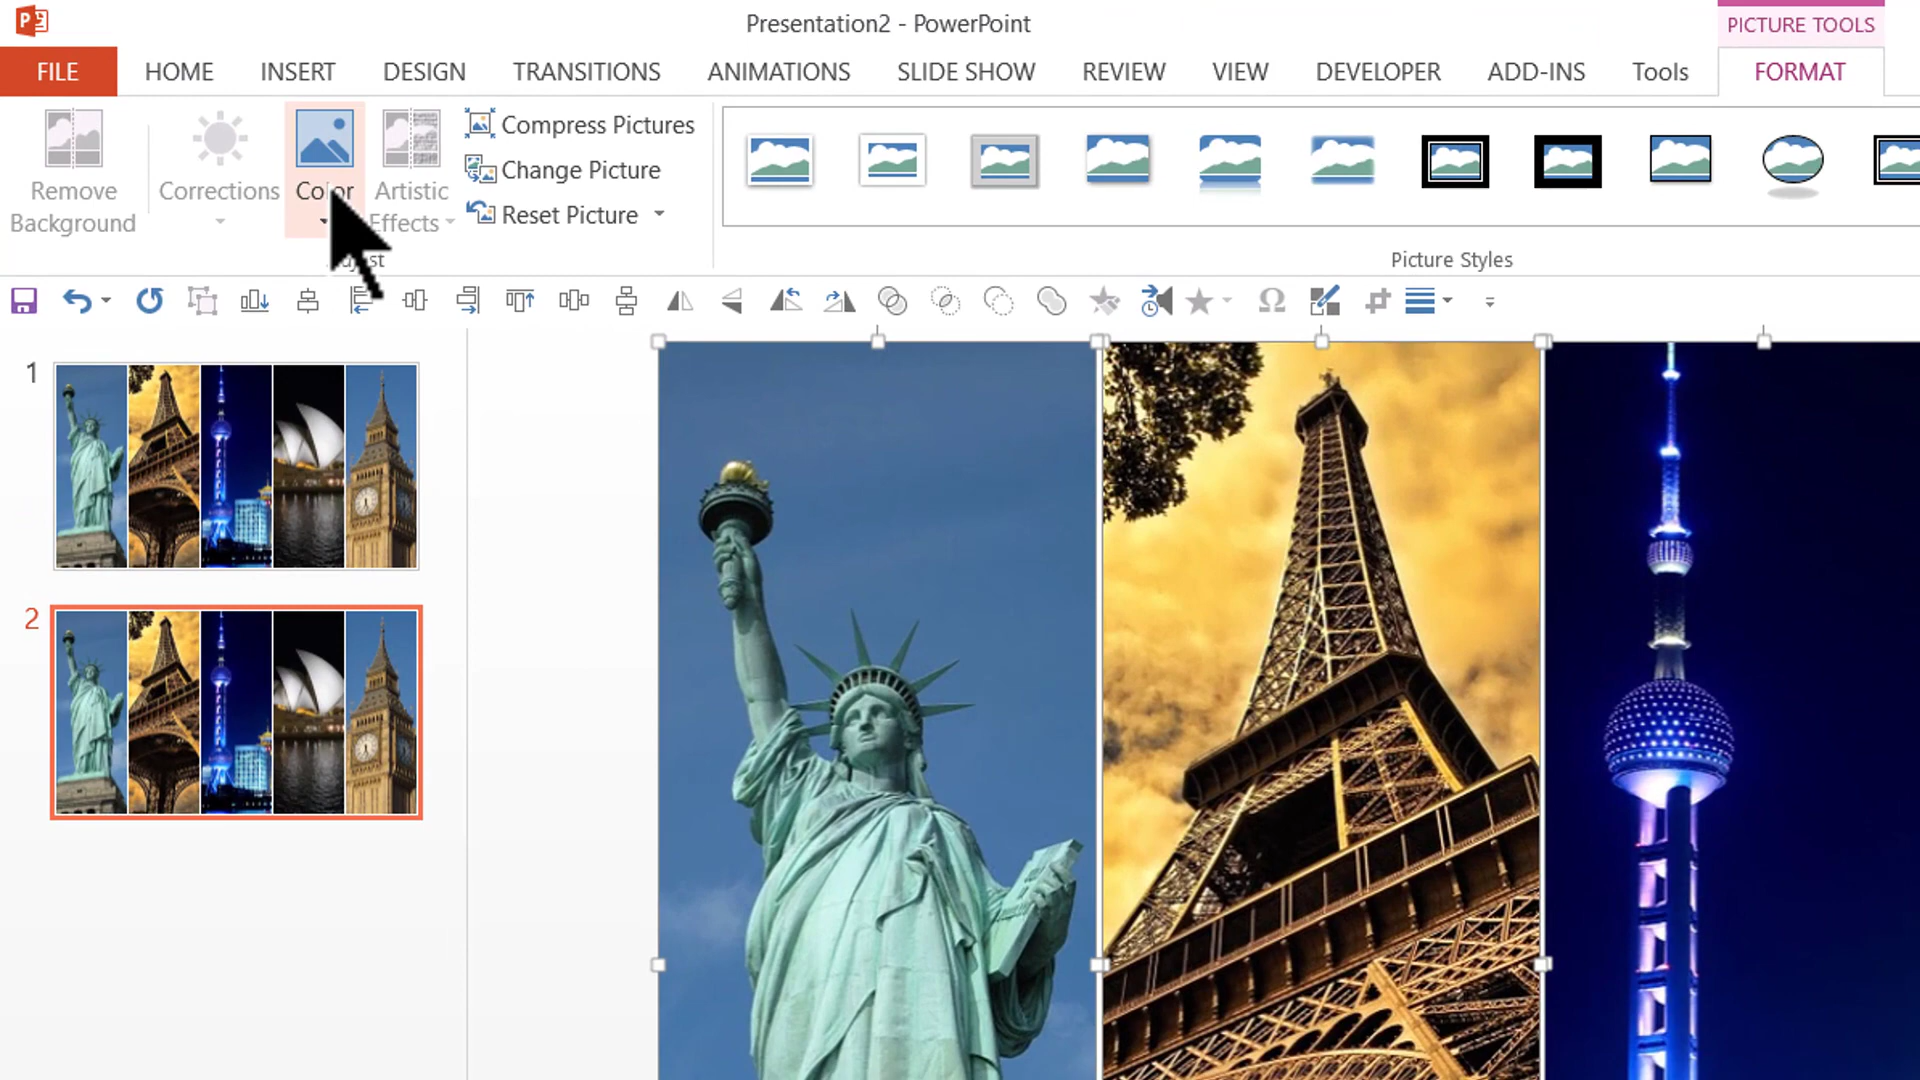 Presentation2 - PowerPoint
PICTURE TOOLS
FILE HOME INSERT DESIGN TRANSITIONS ANIMATIONS SLIDE SHOW REVIEW VIEW DEVELOPER ADD-INS Tools FORMAT
Remove Background
Corrections
Color
Artistic Effects
Compress Pictures
Change Picture
Reset Picture
Picture Styles
1
2